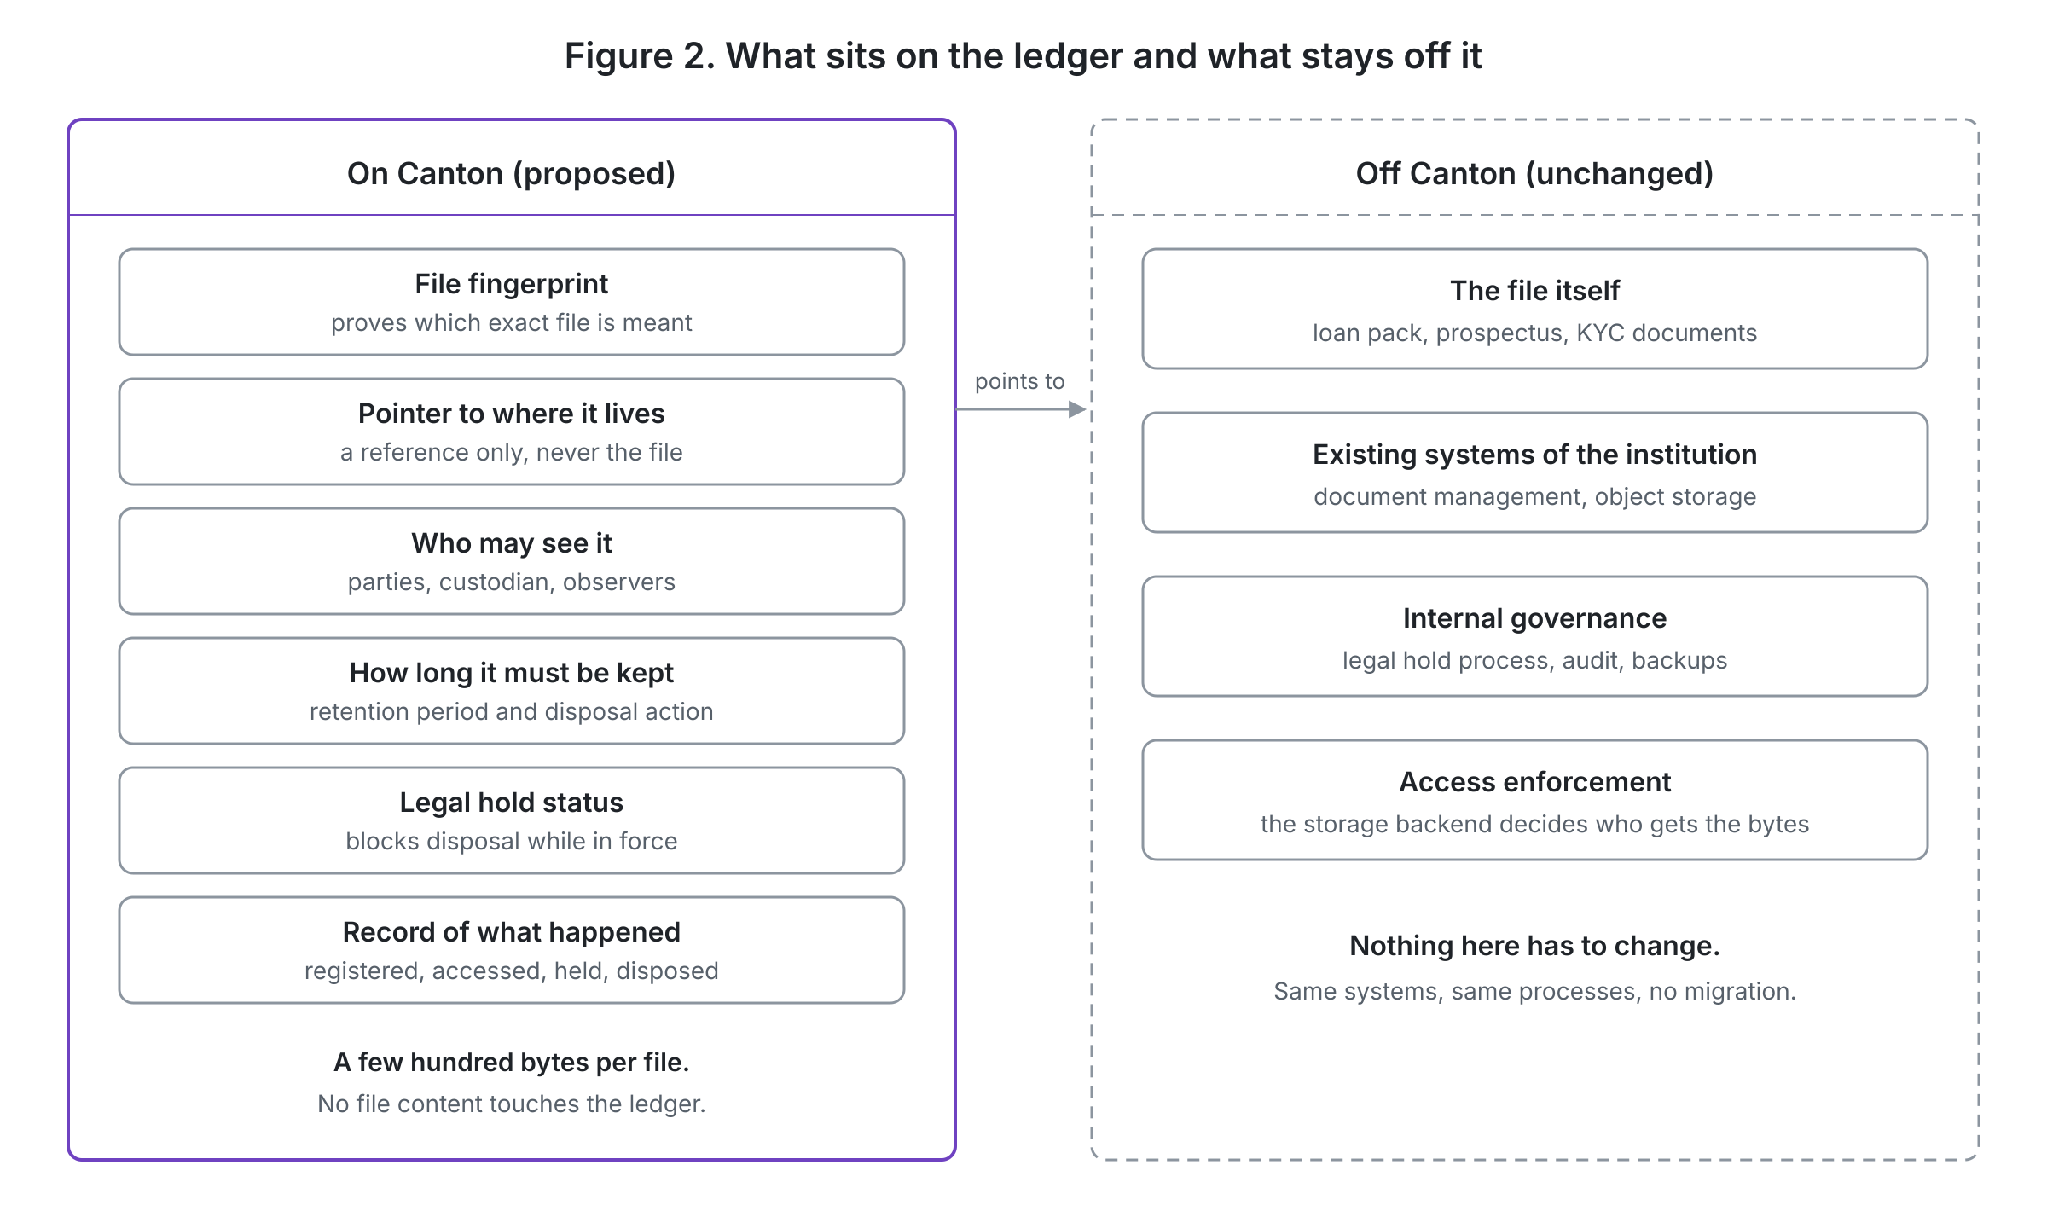 Figure 2. What sits on the ledger and what stays off it
On Canton (proposed)
File fingerprint
proves which exact file is meant
Pointer to where it lives
a reference only, never the file
Who may see it
parties, custodian, observers
How long it must be kept
retention period and disposal action
Legal hold status
blocks disposal while in force
Record of what happened
registered, accessed, held, disposed
A few hundred bytes per file.
No file content touches the ledger.
points to
Off Canton (unchanged)
The file itself
loan pack, prospectus, KYC documents
Existing systems of the institution
document management, object storage
Internal governance
legal hold process, audit, backups
Access enforcement
the storage backend decides who gets the bytes
Nothing here has to change.
Same systems, same processes, no migration.